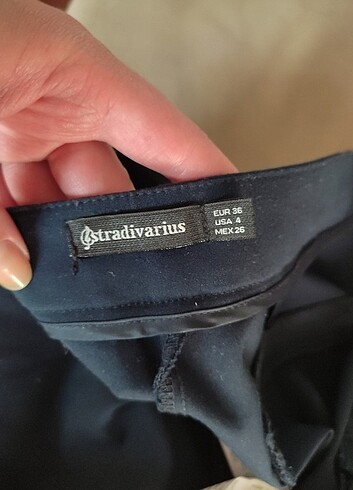 stradivarius
EUR 36
USA 4
MEX 26